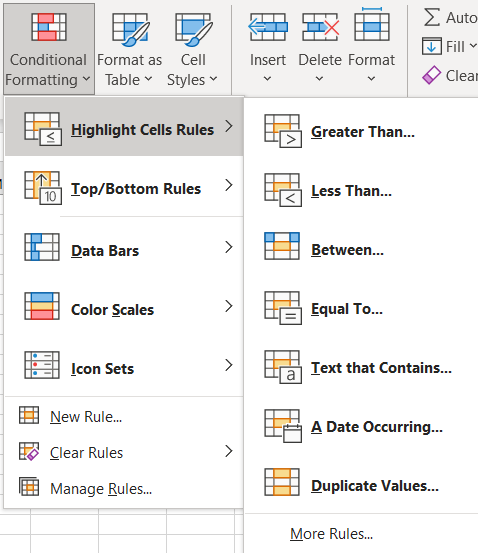 Conditional
Formatting
Format as
Table
Cell
Styles
Insert
Delete
Format
Auto
Fill
Clear
Highlight Cells Rules
Top/Bottom Rules
10
Data Bars
Color Scales
Icon Sets
New Rule...
Clear Rules
Manage Rules...
Greater Than...
Less Than...
Between...
Equal To...
Text that Contains...
a
A Date Occurring...
Duplicate Values...
More Rules...